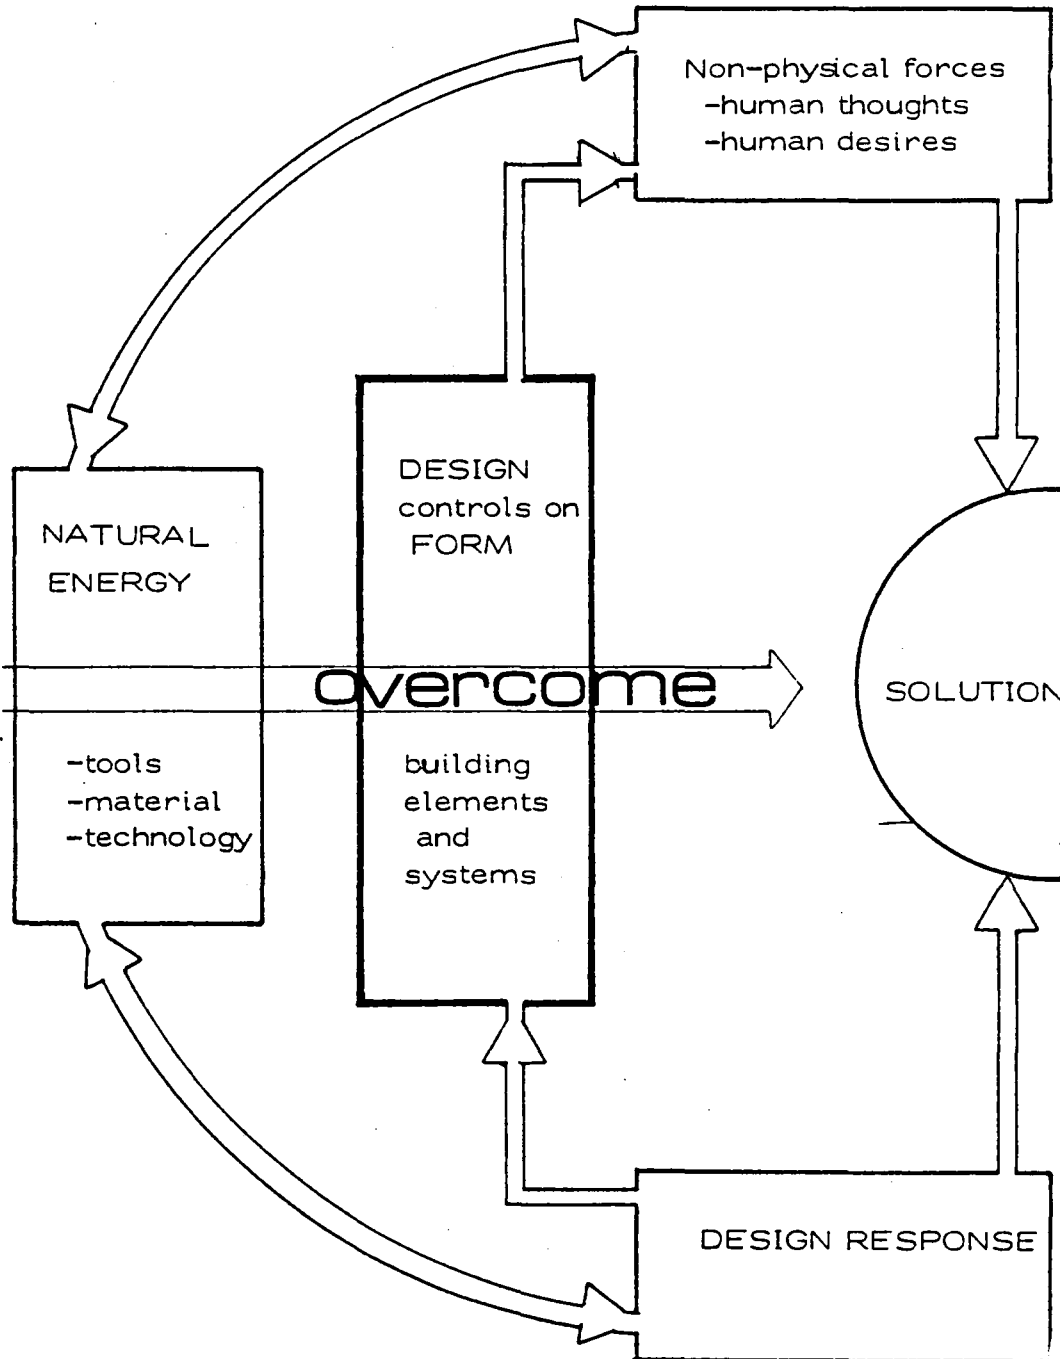 Non-physical forces
-human thoughts
-human desires
DESIGN
controls on
FORM
NATURAL
ENERGY
overcome
SOLUTION
-tools
-material
-technology
building
elements
and
systems
DESIGN RESPONSE